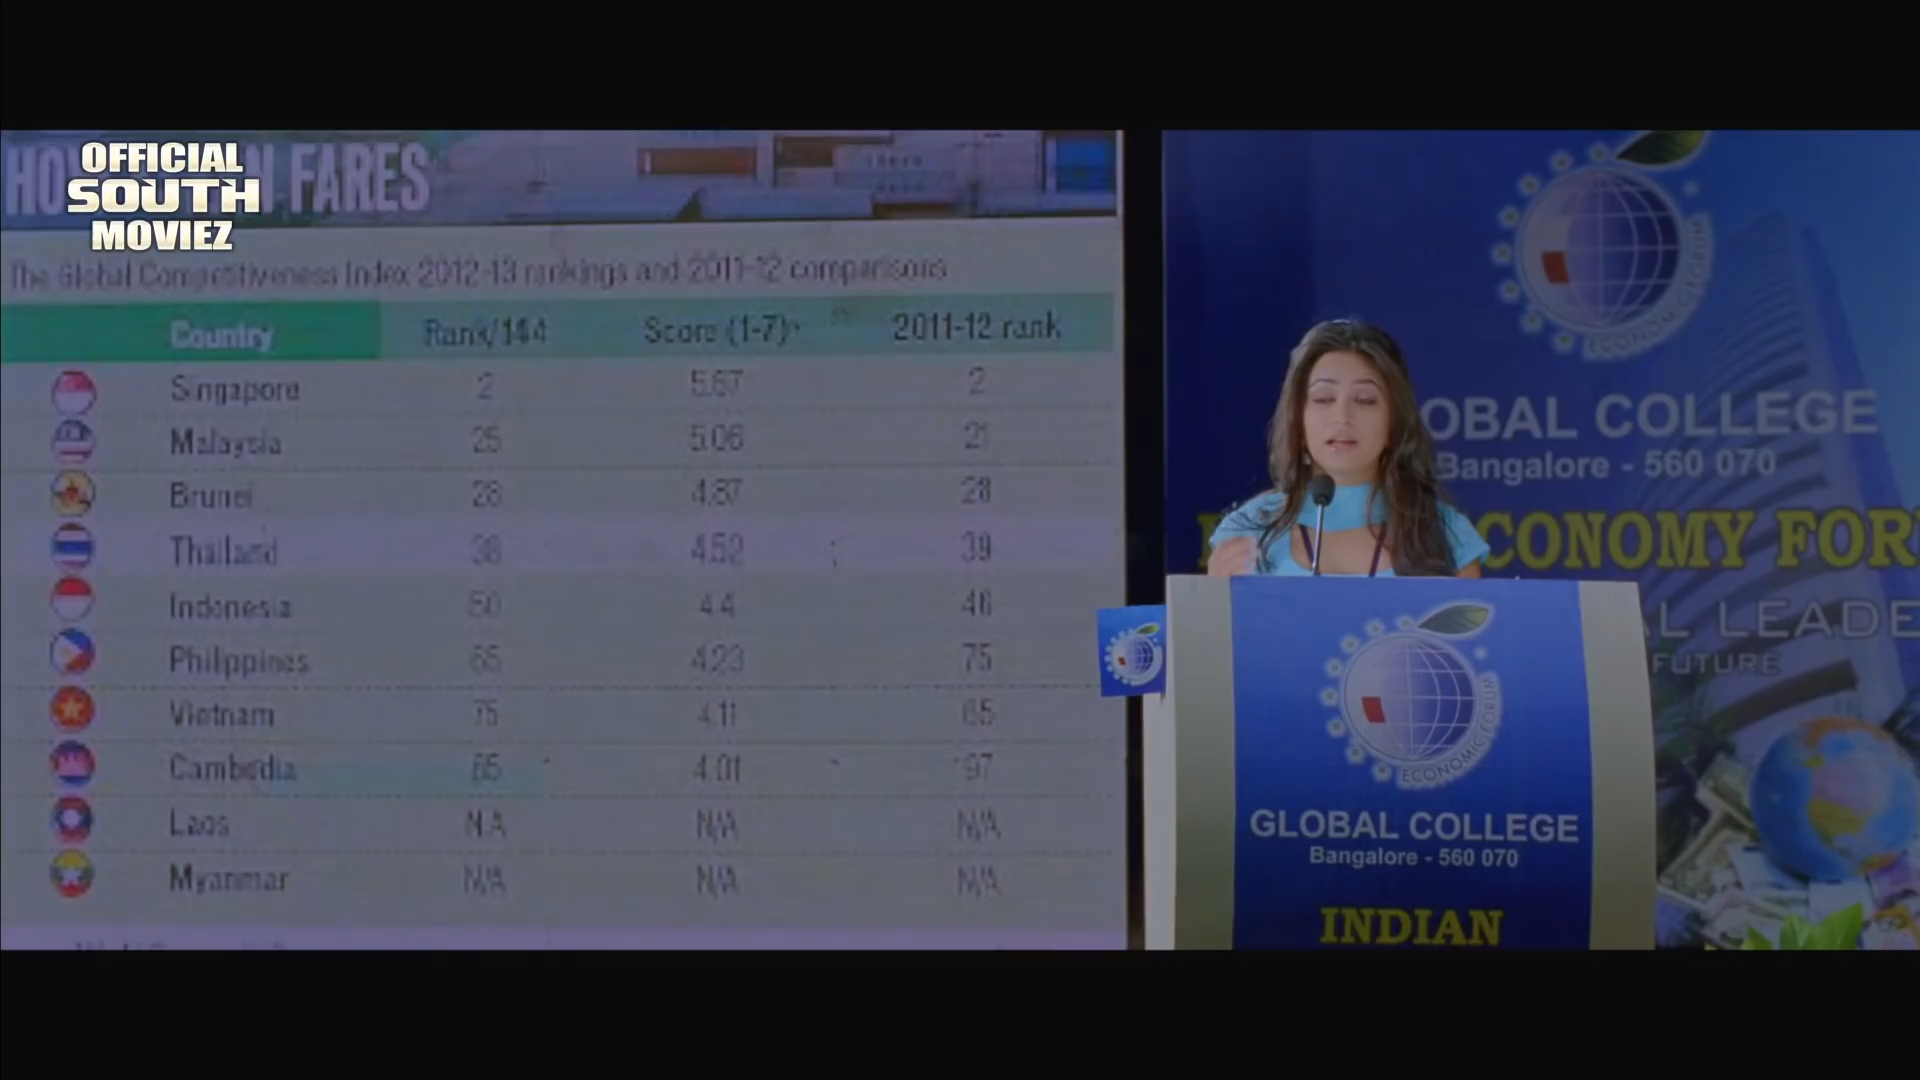 OFFICIAL
SOUTH
MOVIEZ
FARES
The Global Competitiveness Index 2012-13 rankings and 2011-12 comparisons
Country Rank/144 Score (1-7) 2011-12 rank
Singapore 2 5.67 2
Malaysia 25 5.06 21
Brunei 28 4.87 28
Thailand 38 4.52 39
Indonesia 50 4.4 46
Philippines 65 4.23 75
Vietnam 75 4.11 65
Cambodia 85 4.01 97
Laos N/A N/A N/A
Myanmar N/A N/A N/A
ECONOMIC FORUM
OBAL COLLEGE
Bangalore - 560 070
CONOMY FOR
L LEADE
FUTURE
ECONOMIC FORUM
GLOBAL COLLEGE
Bangalore - 560 070
INDIAN